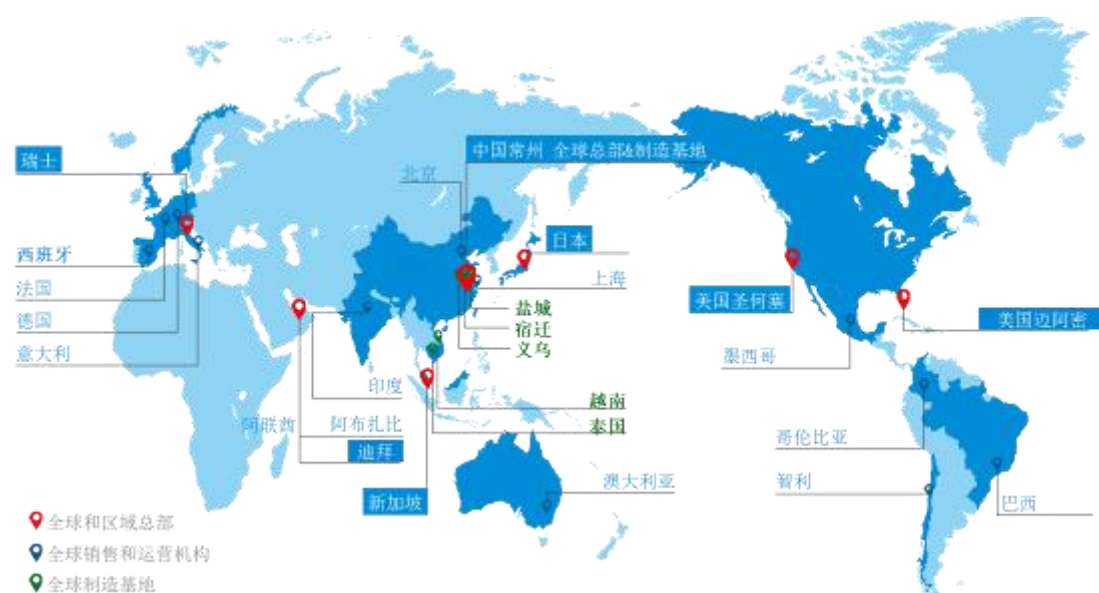 瑞士
西班牙
法国
德国
意大利
北京
中国常州 全球总部&制造基地
日本
上海
盐城
宿迁
义乌
印度
越南
泰国
阿联酋
阿布扎比
迪拜
新加坡
澳大利亚
美国圣何塞
美国迈阿密
墨西哥
哥伦比亚
智利
巴西
全球和区域总部
全球销售和运营机构
全球制造基地